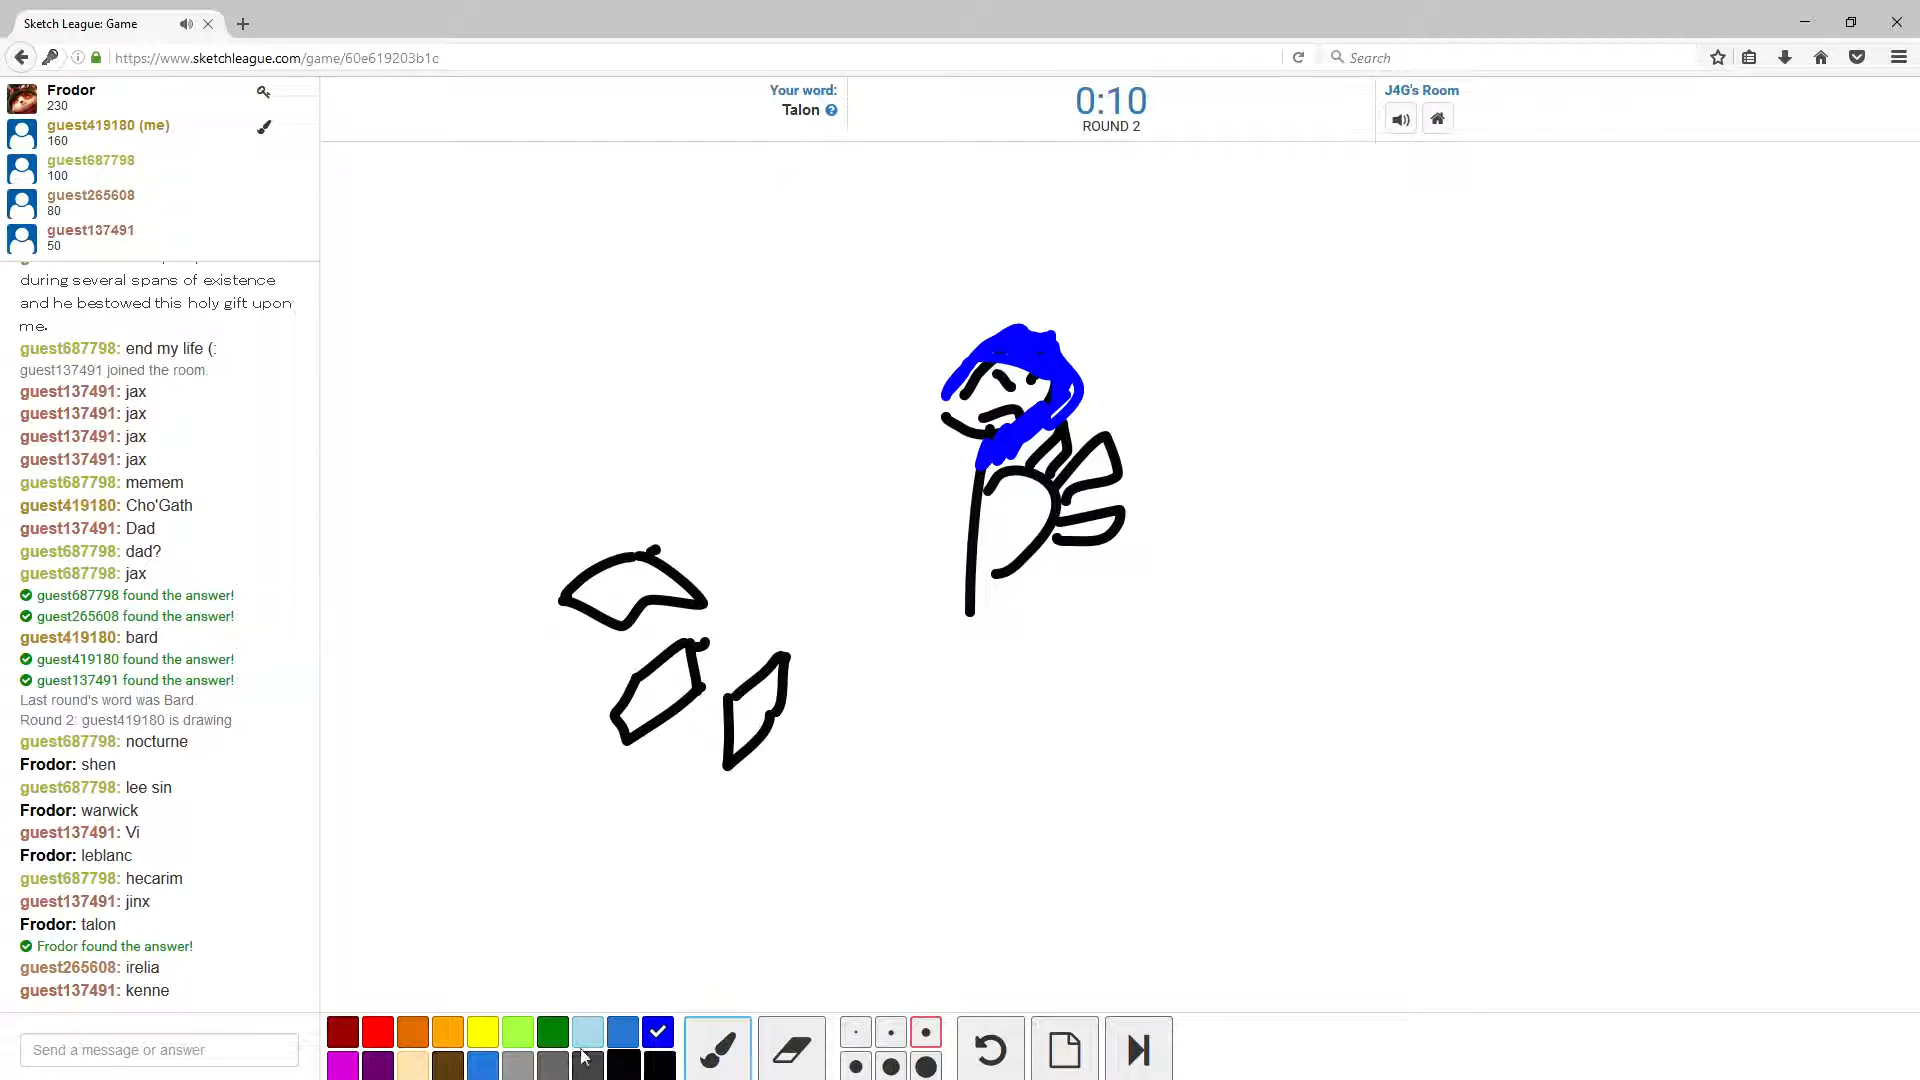 Sketch League: Game
https://www.sketchleague.com/game/60e619203b1c
Search
Frodor
230
guest419180 (me)
160
guest687798
100
guest265608
80
guest137491
50
Your word:
Talon
0:10
ROUND 2
J4G's Room
during several spans of existence
and he bestowed this holy gift upon
me.
guest687798: end my life (:
guest137491 joined the room.
guest137491: jax
guest137491: jax
guest137491: jax
guest137491: jax
guest687798: memem
guest419180: Cho'Gath
guest137491: Dad
guest687798: dad?
guest687798: jax
guest687798 found the answer!
guest265608 found the answer!
guest419180: bard
guest419180 found the answer!
guest137491 found the answer!
Last round's word was Bard.
Round 2: guest419180 is drawing
guest687798: nocturne
Frodor: shen
guest687798: lee sin
Frodor: warwick
guest137491: Vi
Frodor: leblanc
guest687798: hecarim
guest137491: jinx
Frodor: talon
Frodor found the answer!
guest265608: irelia
guest137491: kenne
Send a message or answer